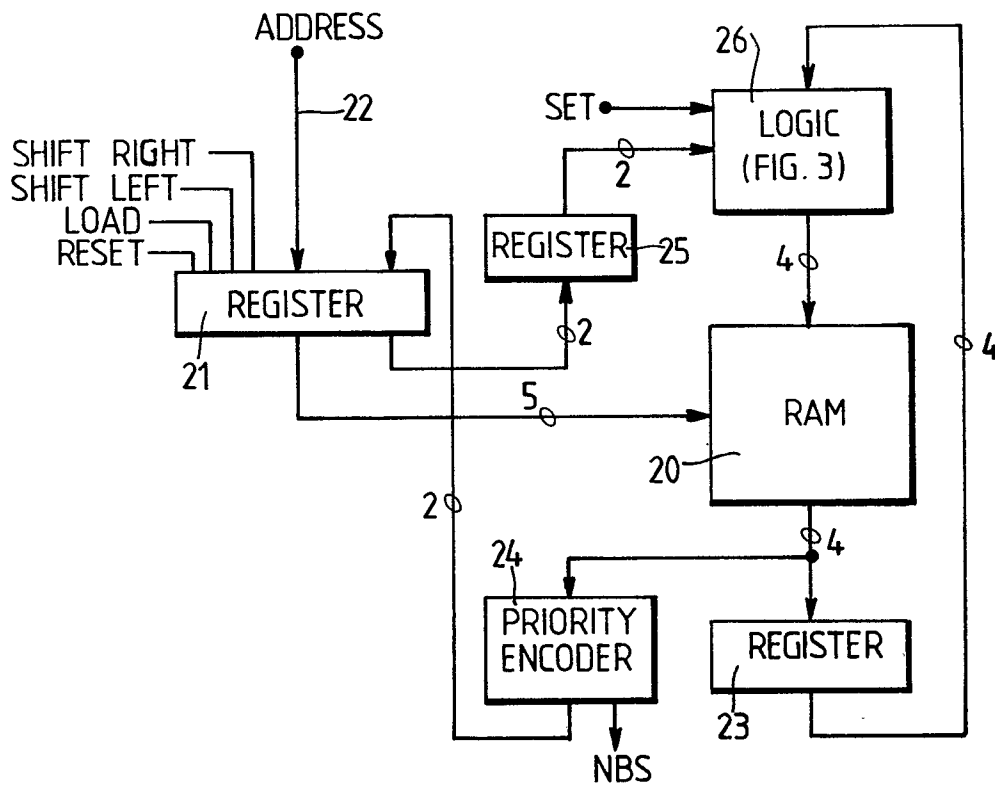 ADDRESS
22
26
SET
LOGIC
(FIG. 3)
2
SHIFT RIGHT
SHIFT LEFT
LOAD
RESET
REGISTER
21
REGISTER
25
2
4
4
5
RAM
20
2
4
24
PRIORITY
ENCODER
REGISTER
23
NBS